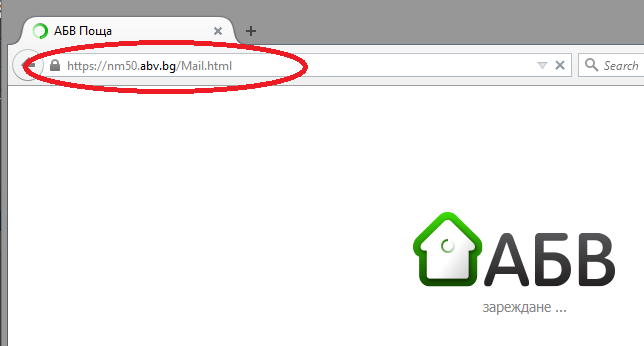 АБВ Поща
https://nm50.abv.bg/Mail.html
Search
АБВ
зареждане ...